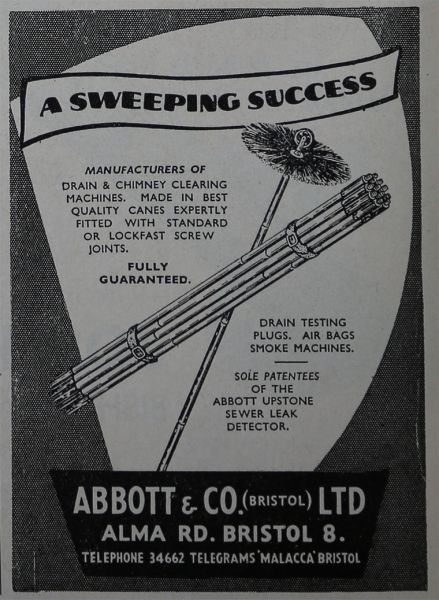 A SWEEPING SUCCESS
MANUFACTURERS OF
DRAIN & CHIMNEY CLEARING
MACHINES. MADE IN BEST
QUALITY CANES EXPERTLY
FITTED WITH STANDARD
OR LOCKFAST SCREW
JOINTS.
FULLY
GUARANTEED.
DRAIN TESTING
PLUGS. AIR BAGS
SMOKE MACHINES.
SOLE PATENTEES
OF THE
ABBOTT UPSTONE
SEWER LEAK
DETECTOR.
ABBOTT & CO. (BRISTOL) LTD
ALMA RD. BRISTOL 8.
TELEPHONE 34662 TELEGRAMS 'MALACCA' BRISTOL